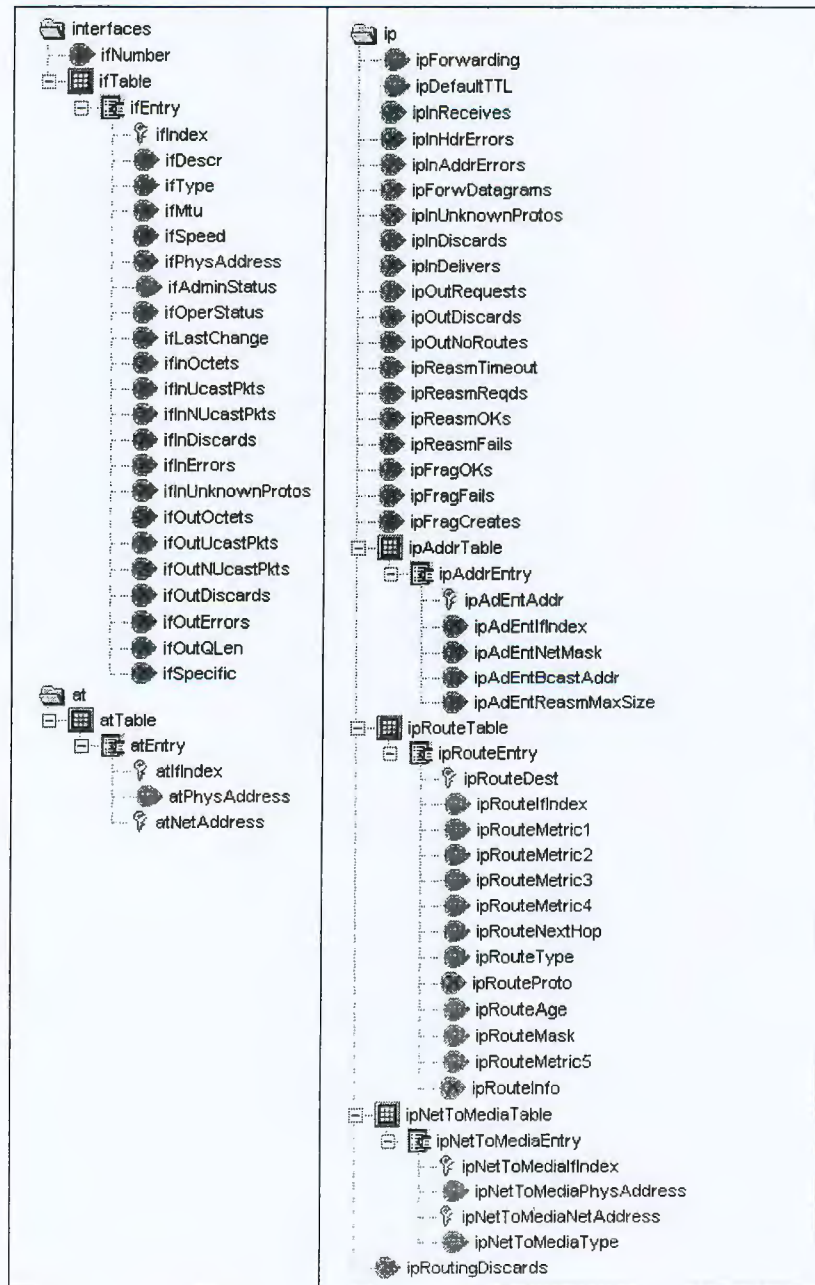 interfaces
ifNumber
ifTable
ifEntry
ifIndex
ifDescr
ifType
ifMtu
ifSpeed
ifPhysAddress
ifAdminStatus
ifOperStatus
ifLastChange
ifInOctets
ifInUcastPkts
ifInNUcastPkts
ifInDiscards
ifInErrors
ifInUnknownProtos
ifOutOctets
ifOutUcastPkts
ifOutNUcastPkts
ifOutDiscards
ifOutErrors
ifOutQLen
ifSpecific
at
atTable
atEntry
atIfIndex
atPhysAddress
atNetAddress
ip
ipForwarding
ipDefaultTTL
ipInReceives
ipInHdrErrors
ipInAddrErrors
ipForwDatagrams
ipInUnknownProtos
ipInDiscards
ipInDelivers
ipOutRequests
ipOutDiscards
ipOutNoRoutes
ipReasmTimeout
ipReasmReqds
ipReasmOKs
ipReasmFails
ipFragOKs
ipFragFails
ipFragCreates
ipAddrTable
ipAddrEntry
ipAdEntAddr
ipAdEntIfIndex
ipAdEntNetMask
ipAdEntBcastAddr
ipAdEntReasmMaxSize
ipRouteTable
ipRouteEntry
ipRouteDest
ipRouteIfIndex
ipRouteMetric1
ipRouteMetric2
ipRouteMetric3
ipRouteMetric4
ipRouteNextHop
ipRouteType
ipRouteProto
ipRouteAge
ipRouteMask
ipRouteMetric5
ipRouteInfo
ipNetToMediaTable
ipNetToMediaEntry
ipNetToMediaIfIndex
ipNetToMediaPhysAddress
ipNetToMediaNetAddress
ipNetToMediaType
ipRoutingDiscards